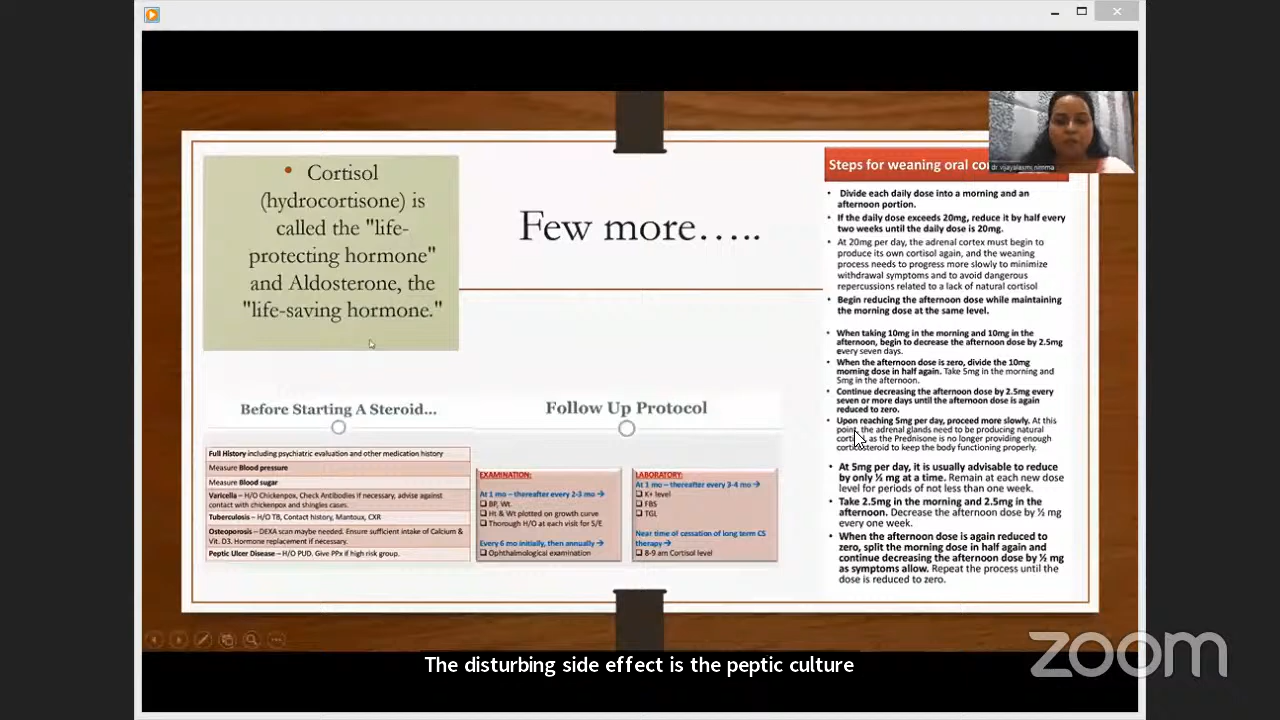 • Cortisol
(hydrocortisone) is
called the "life-
protecting hormone"
and Aldosterone, the
"life-saving hormone."
Few more…..
Steps for weaning oral
dr vijayalaxmi nimma
• Divide each daily dose into a morning and an
afternoon portion.
• If the daily dose exceeds 20mg, reduce it by half every
two weeks until the daily dose is 20mg.
• At 20mg per day, the adrenal cortex must begin to
produce its own cortisol again, and the weaning
process needs to progress more slowly to minimize
withdrawal symptoms and to avoid dangerous
repercussions related to a lack of natural cortisol
• Begin reducing the afternoon dose while maintaining
the morning dose at the same level.
• When taking 10mg in the morning and 10mg in the
afternoon, begin to decrease the afternoon dose by 2.5mg
every seven days.
• When the afternoon dose is zero, divide the 10mg
morning dose in half again. Take 5mg in the morning and
5mg in the afternoon.
• Continue decreasing the afternoon dose by 2.5mg every
seven or more days until the afternoon dose is again
reduced to zero.
• Upon reaching 5mg per day, proceed more slowly. At this
point, the adrenal glands need to be producing natural
as the Prednisone is no longer providing enough
corticosteroid to keep the body functioning properly.
• At 5mg per day, it is usually advisable to reduce
by only ½ mg at a time. Remain at each new dose
level for periods of not less than one week.
• Take 2.5mg in the morning and 2.5mg in the
afternoon. Decrease the afternoon dose by ½ mg
every one week.
• When the afternoon dose is again reduced to
zero, split the morning dose in half again and
continue decreasing the afternoon dose by ½ mg
as symptoms allow. Repeat the process until the
dose is reduced to zero.
Before Starting A Steroid...
Full History including psychiatric evaluation and other medication history
Measure Blood pressure
Measure Blood sugar
Varicella – H/O Chickenpox, Check Antibodies if necessary, advise against
contact with chickenpox and shingles cases.
Tuberculosis – H/O TB, Contact history, Mantoux, CXR
Osteoporosis – DEXA scan maybe needed. Ensure sufficient intake of Calcium &
Vit. D3. Hormone replacement if necessary.
Peptic Ulcer Disease – H/O PUD. Give PPx if high risk group.
Follow Up Protocol
EXAMINATION:
At 1 mo – thereafter every 2-3 mo →
❑ BP, Wt.
❑ Ht & Wt plotted on growth curve
❑ Thorough H/O at each visit for S/E
Every 6 mo initially, then annually →
❑ Ophthalmological examination
LABORATORY:
At 1 mo – thereafter every 3-4 mo →
❑ K+ level
❑ FBS
❑ TGL
Near time of cessation of long term CS
therapy →
❑ 8-9 am Cortisol level
zoom
The disturbing side effect is the peptic culture